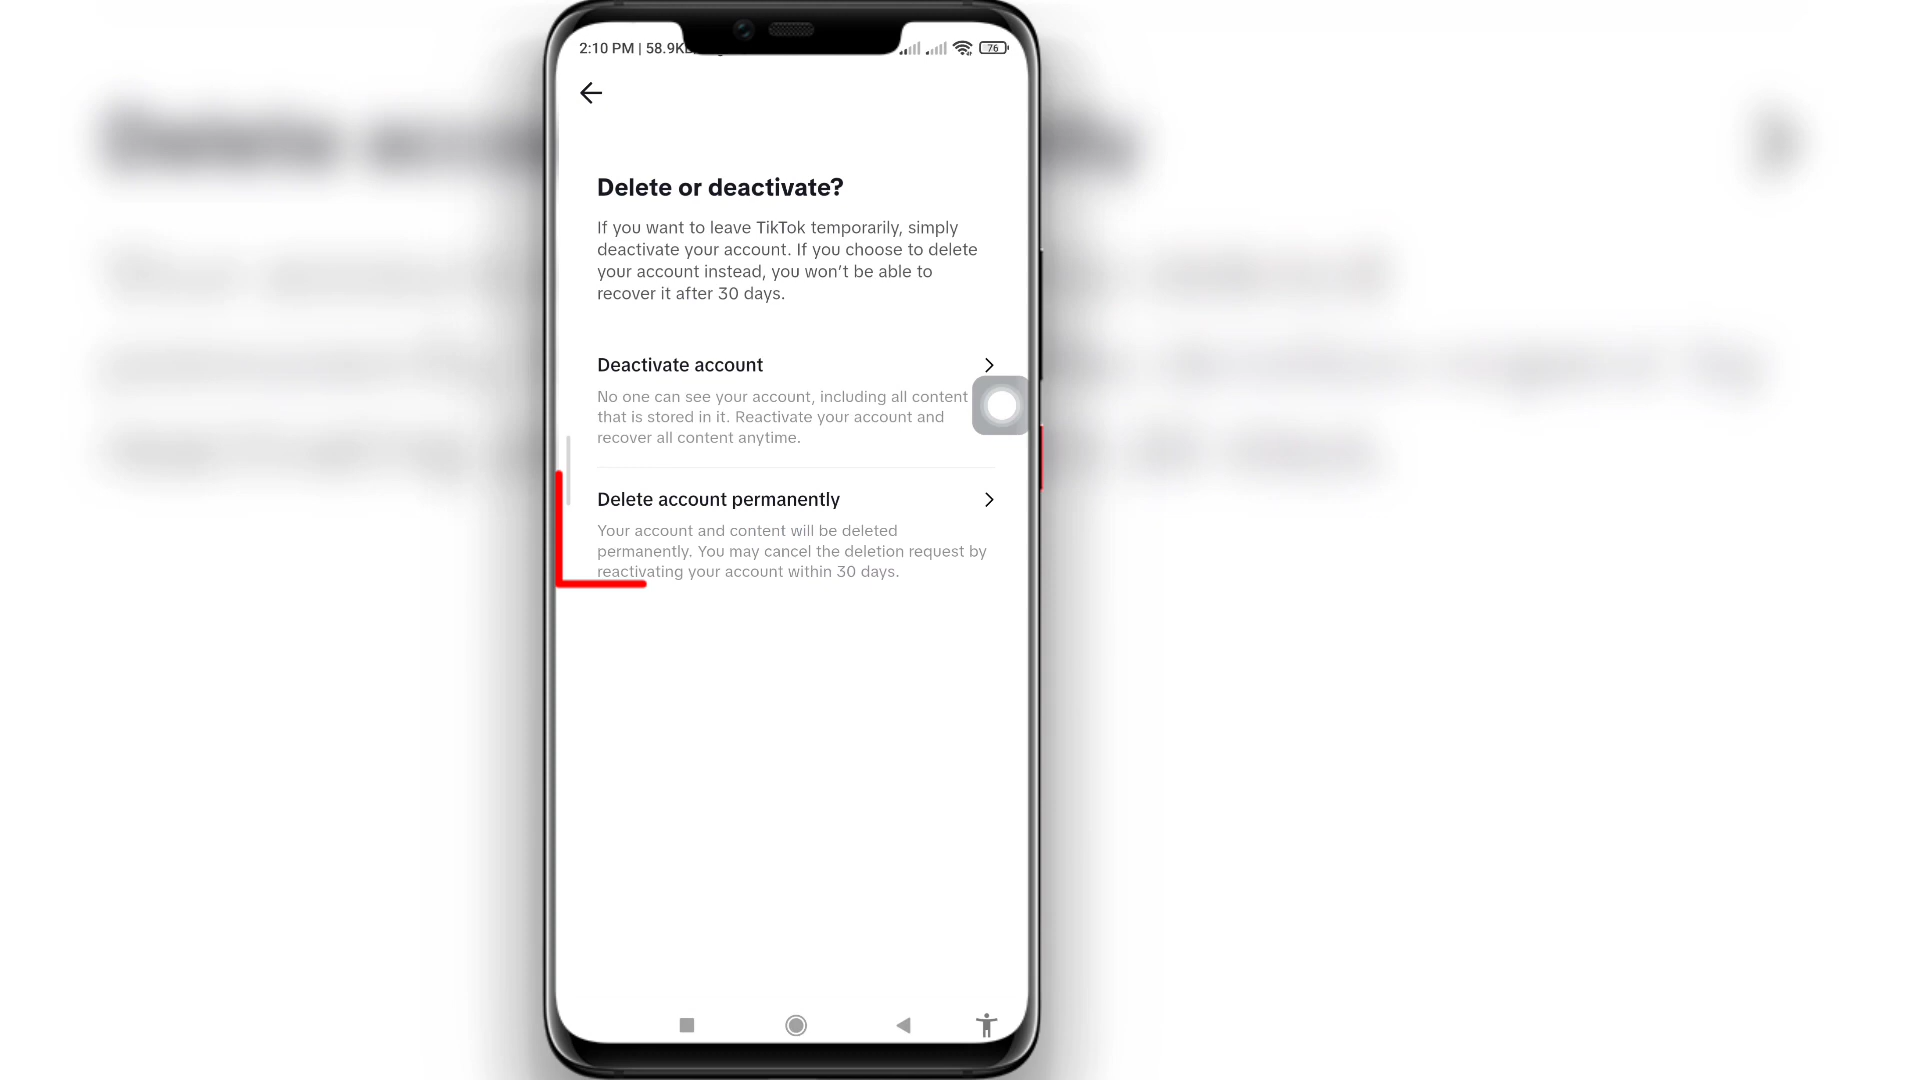 2:10 PM | 58.9K
76
Delete or deactivate?
If you want to leave TikTok temporarily, simply
deactivate your account. If you choose to delete
your account instead, you won’t be able to
recover it after 30 days.
Deactivate account
No one can see your account, including all content
that is stored in it. Reactivate your account and
recover all content anytime.
Delete account permanently
Your account and content will be deleted
permanently. You may cancel the deletion request by
reactivating your account within 30 days.